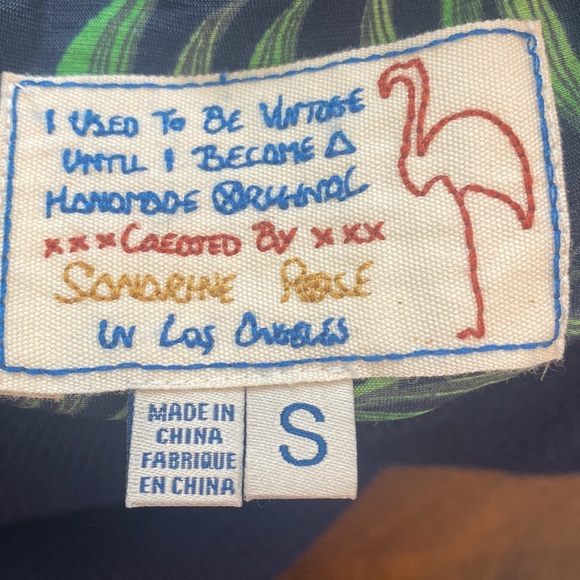 I USED TO BE VINTAGE
UNTIL I BECOME A
HANDMADE ORIGINAL
xxx CREATED BY xxx
SANDRINE ROSE
IN LOS ANGELES
MADE IN
CHINA
FABRIQUE
EN CHINA
S